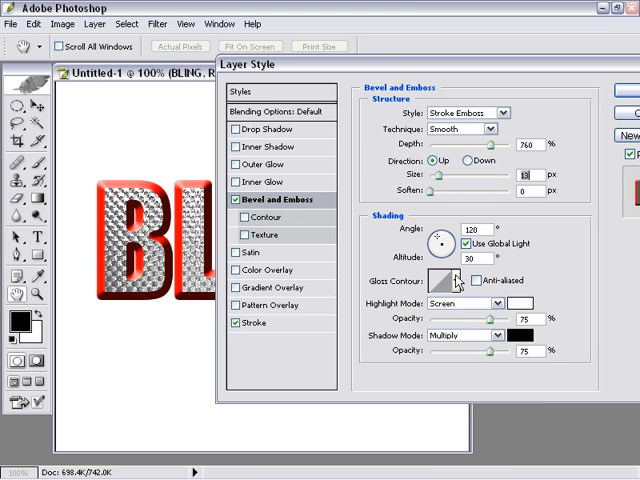 Adobe Photoshop
File Edit Image Layer Select Filter View Window Help
Scroll All Windows Actual Pixels Fit On Screen Print Size
Untitled-1 @ 100% (BLING, R
Layer Style
Styles
Blending Options: Default
Drop Shadow
Inner Shadow
Outer Glow
Inner Glow
Bevel and Emboss
Contour
Texture
Satin
Color Overlay
Gradient Overlay
Pattern Overlay
Stroke
Bevel and Emboss
Structure
Style: Stroke Emboss
Technique: Smooth
Depth: 760 %
Direction: Up Down
Size: 13 px
Soften: 0 px
Shading
Angle: 120 °
Use Global Light
Altitude: 30 °
Gloss Contour: Anti-aliased
Highlight Mode: Screen
Opacity: 75 %
Shadow Mode: Multiply
Opacity: 75 %
New
BL
T
100% Doc: 698.4K/742.0K